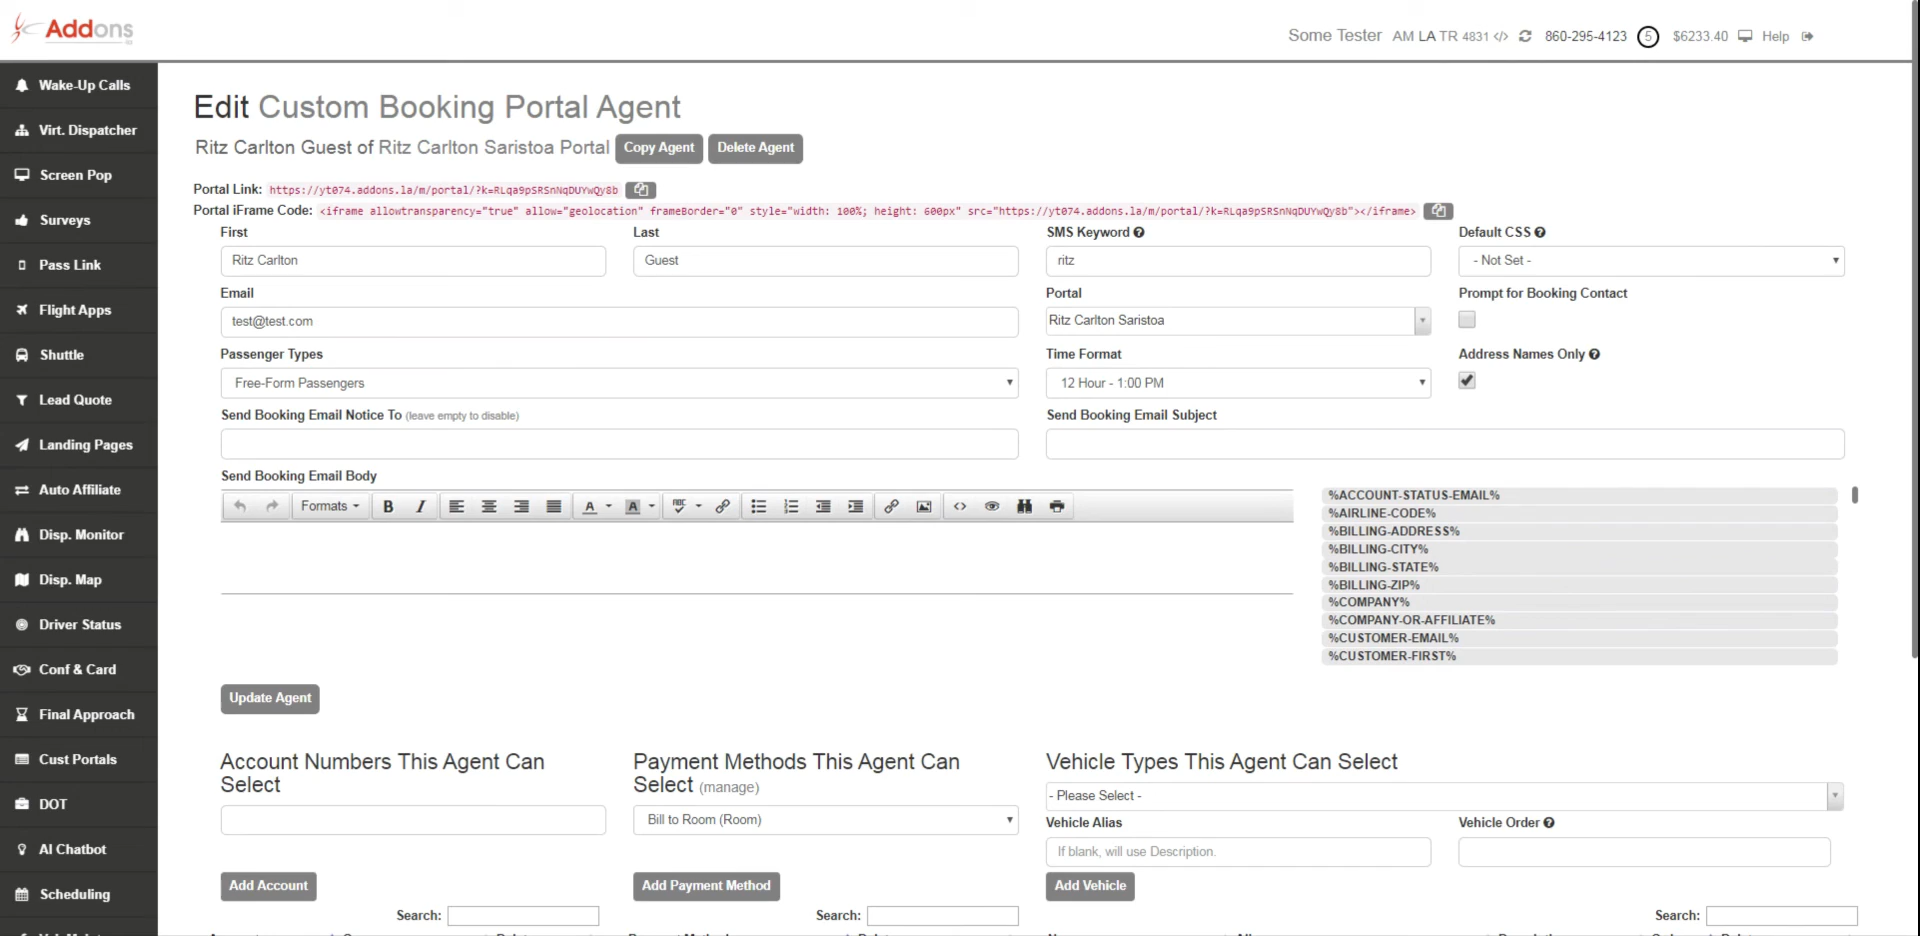 Addons
Some Tester AM LA TR 4831 </> 860-295-4123 5 $6233.40 Help
Wake-Up Calls
Virt. Dispatcher
Screen Pop
Surveys
Pass Link
Flight Apps
Shuttle
Lead Quote
Landing Pages
Auto Affiliate
Disp. Monitor
Disp. Map
Driver Status
Conf & Card
Final Approach
Cust Portals
DOT
AI Chatbot
Scheduling
Edit Custom Booking Portal Agent
Ritz Carlton Guest of Ritz Carlton Saristoa Portal Copy Agent Delete Agent
Portal Link: https://yt074.addons.la/m/portal/?k=RLqa9pSRSnNqDUYwQy8b
Portal iFrame Code: <iframe allowtransparency="true" allow="geolocation" frameBorder="0" style="width: 100%; height: 600px" src="https://yt074.addons.la/m/portal/?k=RLqa9pSRSnNqDUYwQy8b"></iframe>
First Last SMS Keyword Default CSS
Ritz Carlton Guest ritz - Not Set -
Email Portal Prompt for Booking Contact
test@test.com Ritz Carlton Saristoa
Passenger Types Time Format Address Names Only
Free-Form Passengers 12 Hour - 1:00 PM
Send Booking Email Notice To (leave empty to disable) Send Booking Email Subject
Send Booking Email Body
Formats B I A A ABC
%ACCOUNT-STATUS-EMAIL%
%AIRLINE-CODE%
%BILLING-ADDRESS%
%BILLING-CITY%
%BILLING-STATE%
%BILLING-ZIP%
%COMPANY%
%COMPANY-OR-AFFILIATE%
%CUSTOMER-EMAIL%
%CUSTOMER-FIRST%
Update Agent
Account Numbers This Agent Can
Select
Add Account
Search:
Payment Methods This Agent Can
Select (manage)
Bill to Room (Room)
Add Payment Method
Search:
Vehicle Types This Agent Can Select
- Please Select -
Vehicle Alias Vehicle Order
If blank, will use Description.
Add Vehicle
Search: